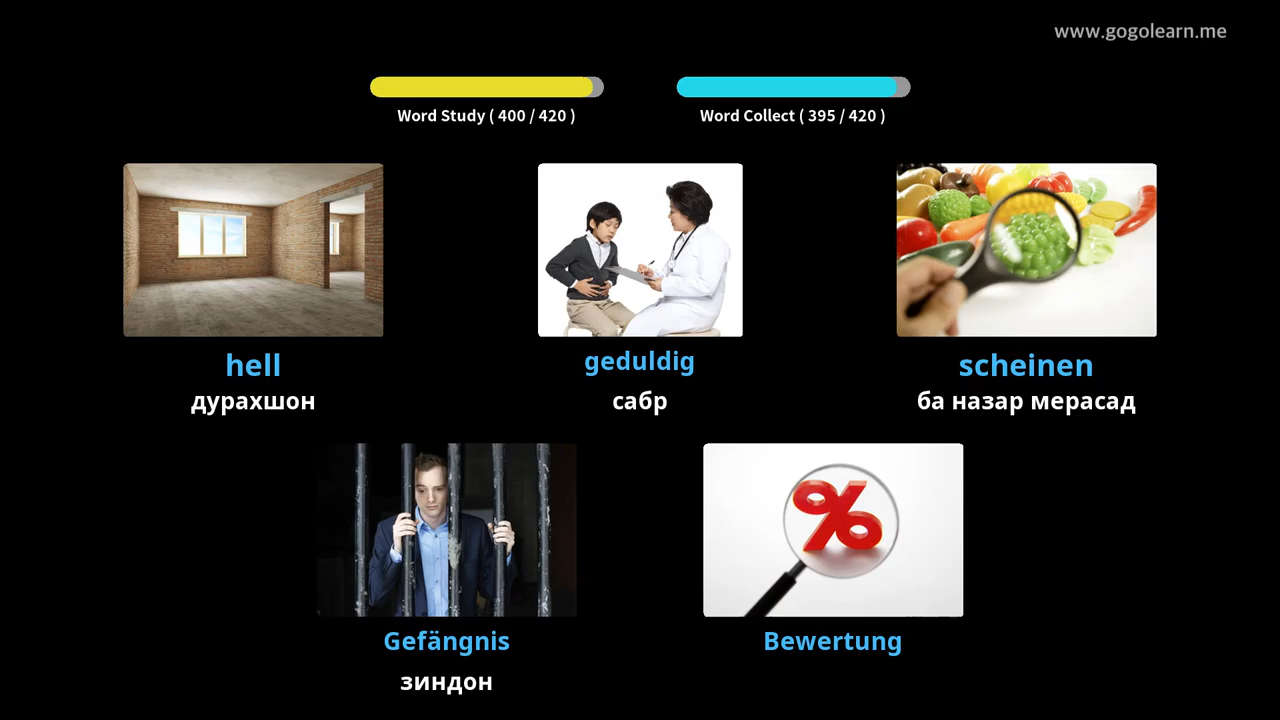 www.gogolearn.me
Word Study ( 400 / 420 )
Word Collect ( 395 / 420 )
hell
дурахшон
geduldig
сабр
scheinen
ба назар мерасад
Gefängnis
зиндон
Bewertung